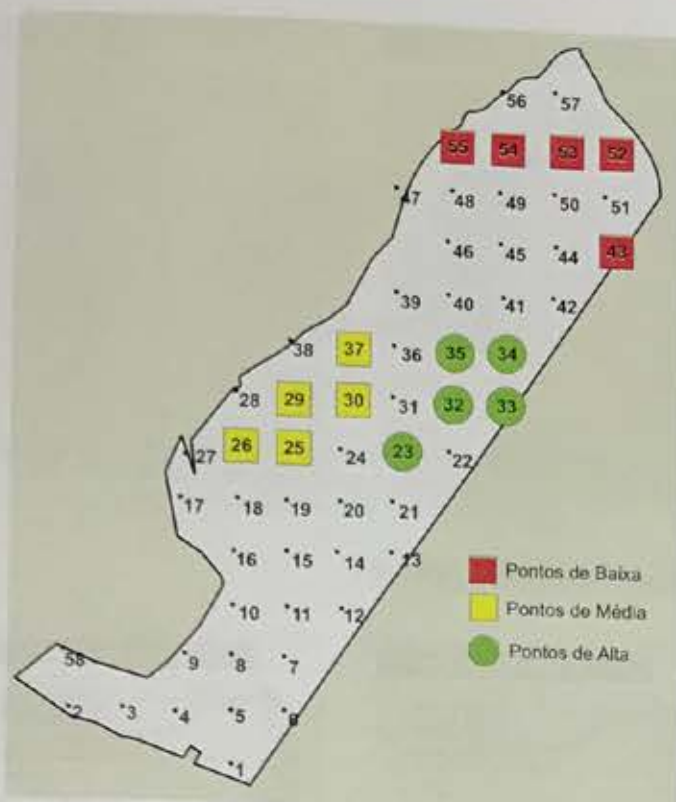 56 57
55 54 53 52
47 48 49 50 51
46 45 44 43
39 40 41 42
38 37 36 35 34
28 29 30 31 32 33
27 26 25 24 23 22
17 18 19 20 21
16 15 14 13
Pontos de Baixa
10 11 12
Pontos de Média
58 9 8 7
Pontos de Alta
2 3 4 5 6
1